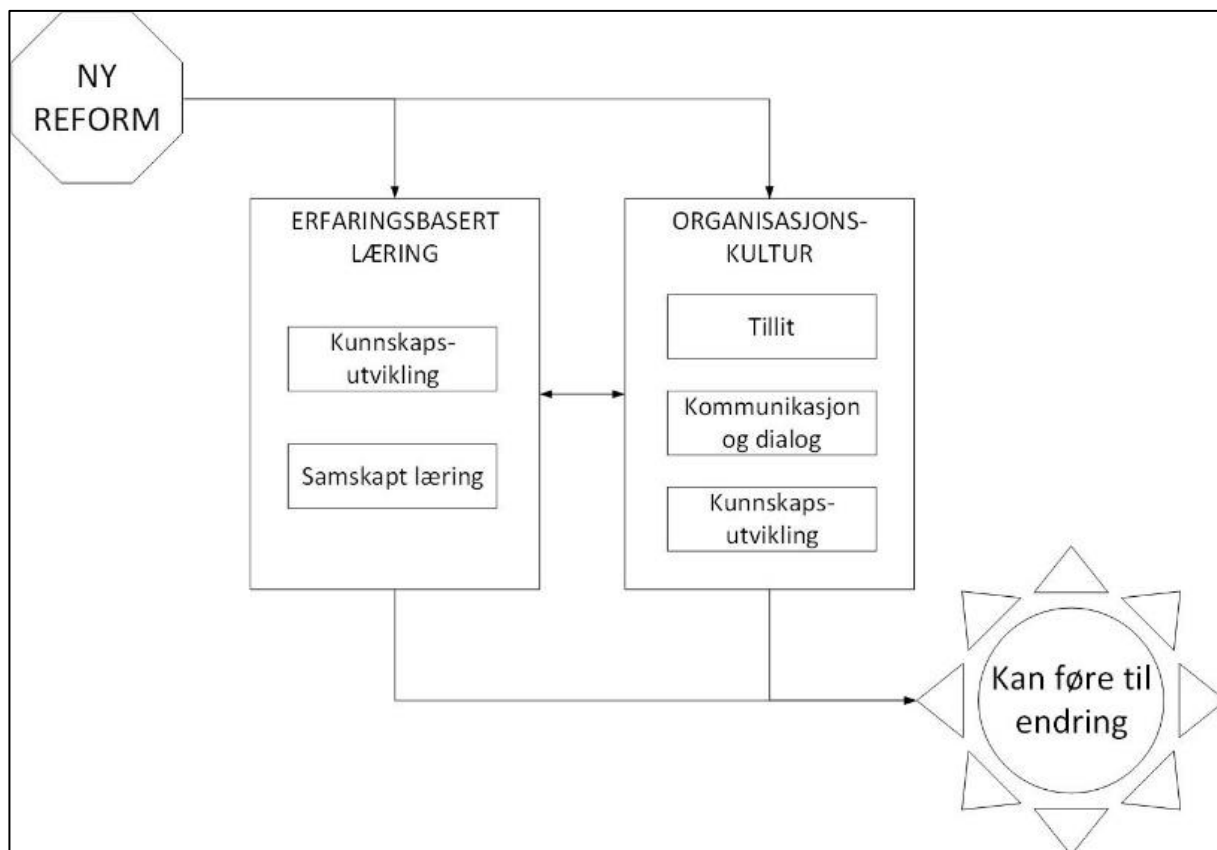 NY
REFORM
ERFARINGSBASERT
LÆRING
Kunnskaps-
utvikling
Samskapt læring
ORGANISASJONS-
KULTUR
Tillit
Kommunikasjon
og dialog
Kunnskaps-
utvikling
Kan føre til
endring